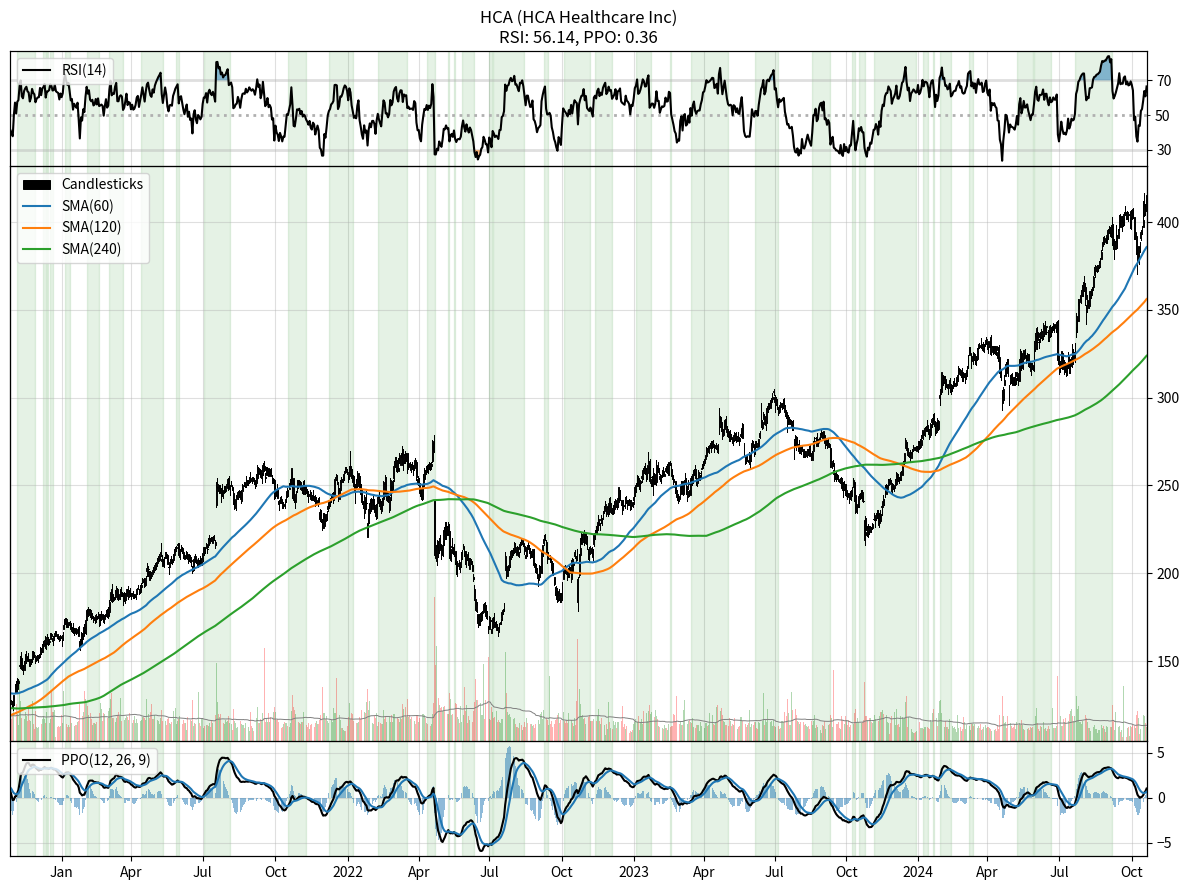 HCA (HCA Healthcare Inc)
RSI: 56.14, PPO: 0.36
RSI(14)
70
50
30
Candlesticks
SMA(60)
SMA(120)
SMA(240)
400
350
300
250
200
150
PPO(12, 26, 9)
5
0
−5
Jan Apr Jul Oct 2022 Apr Jul Oct 2023 Apr Jul Oct 2024 Apr Jul Oct